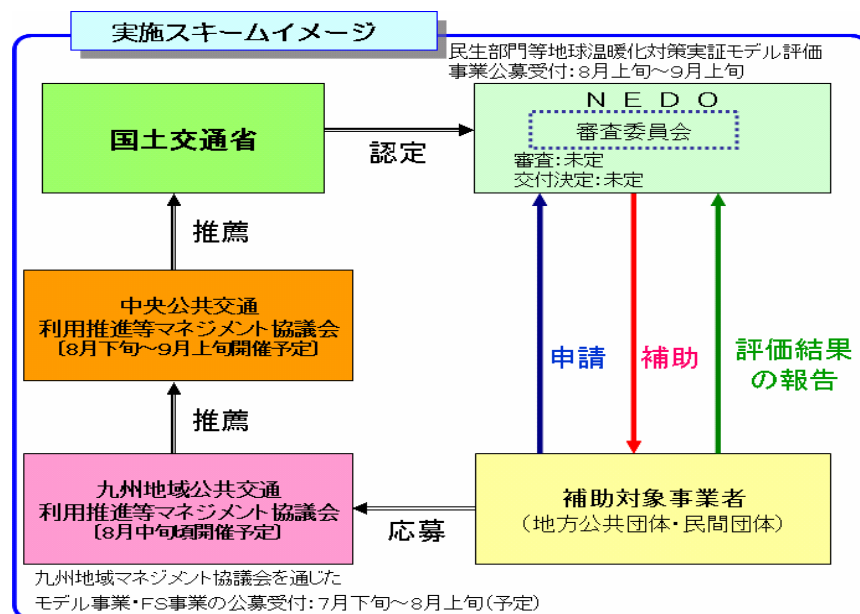 実施スキームイメージ
民生部門等地球温暖化対策実証モデル評価
事業公募受付:8月上旬～9月上旬
国土交通省
認定
NEDO
審査委員会
審査:未定
交付決定:未定
推薦
中央公共交通
利用推進等マネジメント協議会
[8月下旬～9月上旬開催予定]
申請
補助
評価結果
の報告
推薦
九州地域公共交通
利用推進等マネジメント協議会
[8月中旬頃開催予定]
応募
補助対象事業者
(地方公共団体・民間団体)
九州地域マネジメント協議会を通じた
モデル事業・FS事業の公募受付:7月下旬～8月上旬(予定)